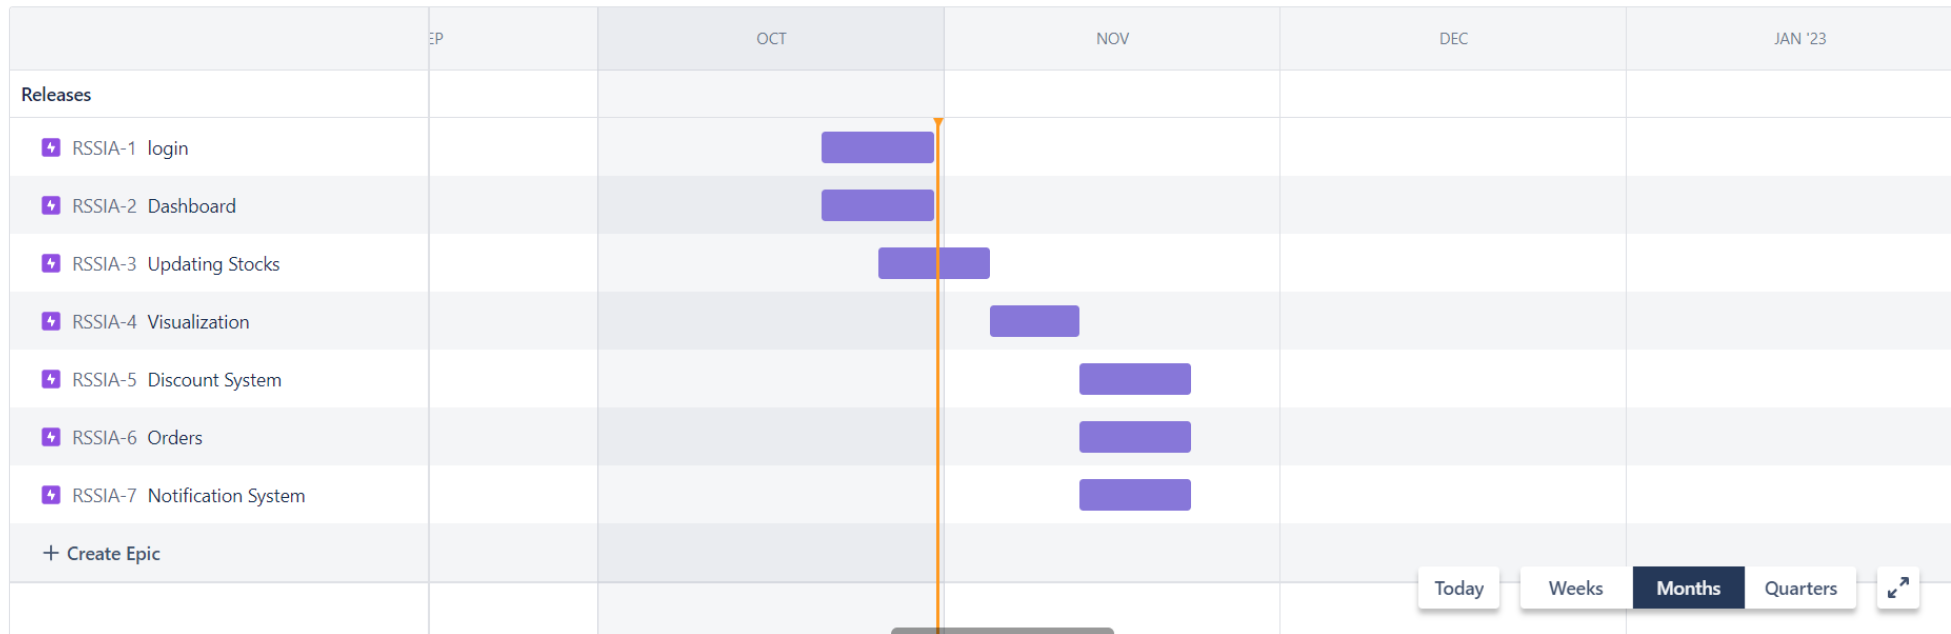 EP OCT NOV DEC JAN '23
Releases
RSSIA-1 login
RSSIA-2 Dashboard
RSSIA-3 Updating Stocks
RSSIA-4 Visualization
RSSIA-5 Discount System
RSSIA-6 Orders
RSSIA-7 Notification System
+ Create Epic
Today Weeks Months Quarters